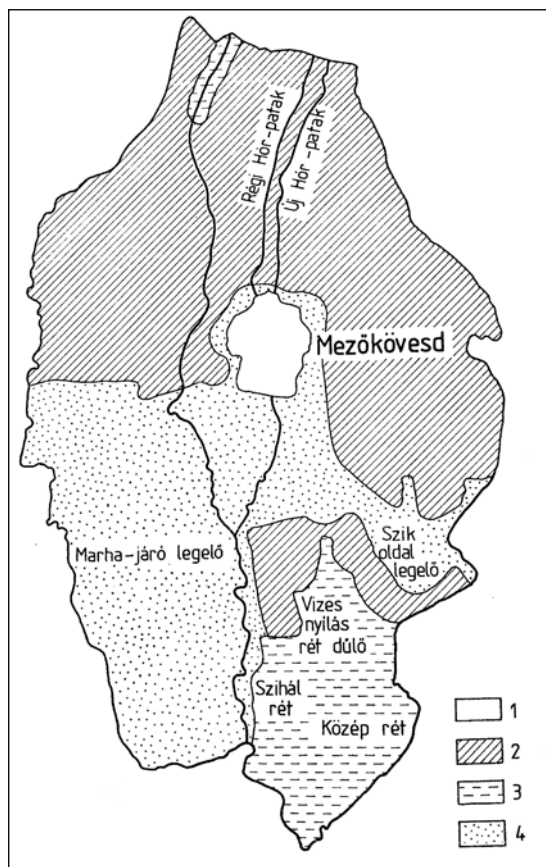 Régi Hór-patak
Új Hór-patak
Mezőkövesd
Marha-járó legelő
Szik
oldal
legelő
Vizes
nyílás
rét dűlő
Szihál
rét
Közép rét
1
2
3
4